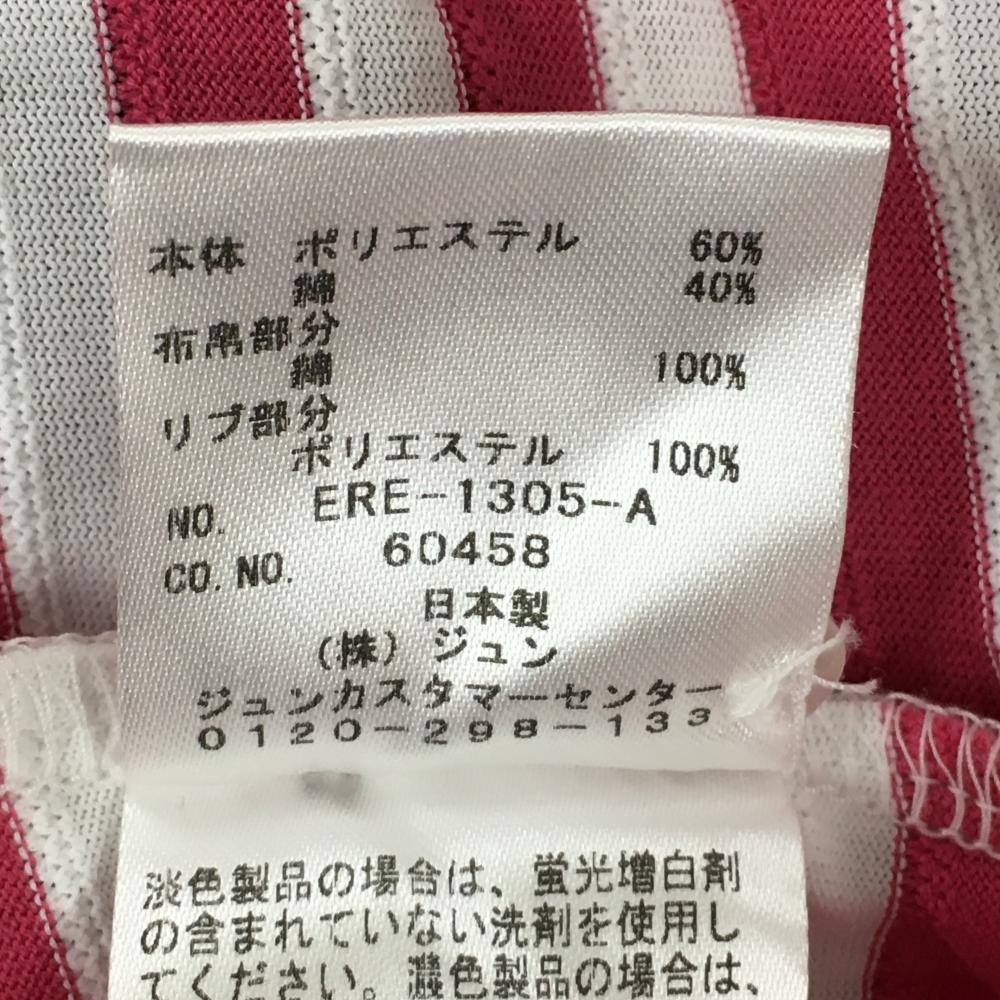 本体 ポリエステル 60%
綿 40%
布帛部分
綿 100%
リブ部分
ポリエステル 100%
NO. ERE-1305-A
CO.NO. 60458
日本製
(株) ジュン
ジュンカスタマーセンター
0120-298-133
淡色製品の場合は、蛍光増白剤
の含まれていない洗剤を使用し
てください。濃色製品の場合は、